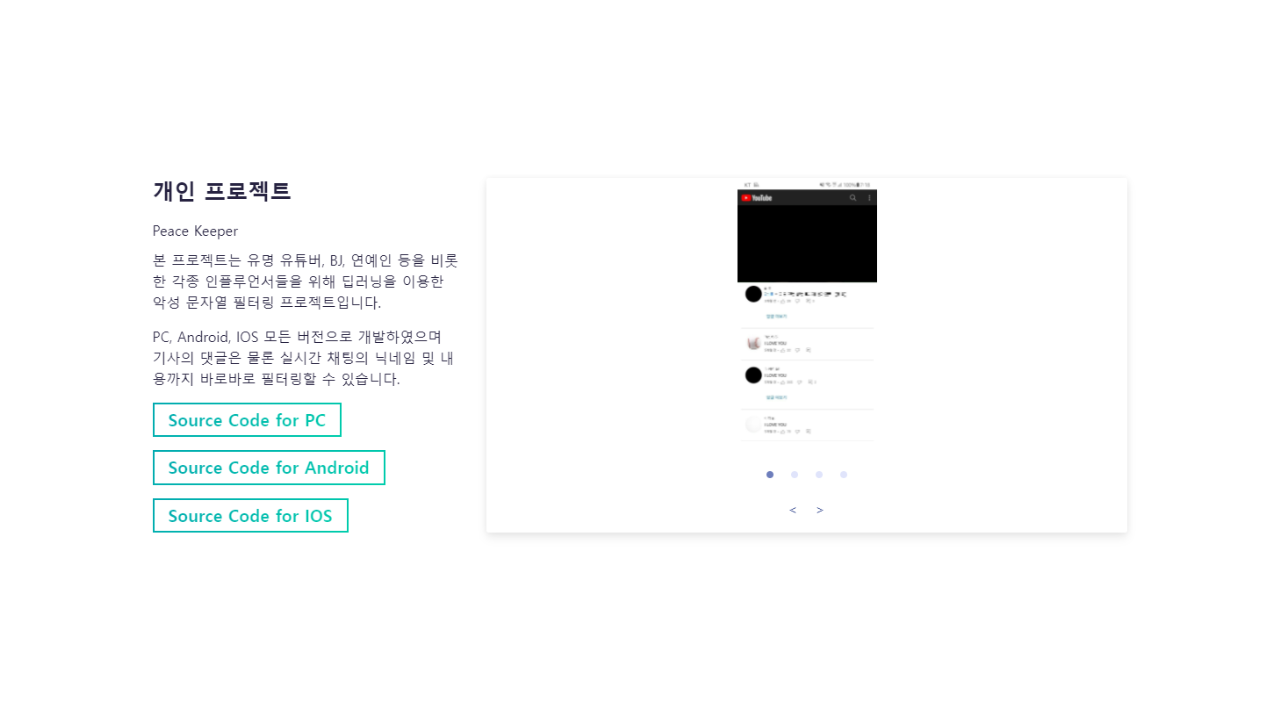 개인 프로젝트
Peace Keeper
본 프로젝트는 유명 유튜버, BJ, 연예인 등을 비롯
한 각종 인플루언서들을 위해 딥러닝을 이용한
악성 문자열 필터링 프로젝트입니다.
PC, Android, IOS 모든 버전으로 개발하였으며
기사의 댓글은 물론 실시간 채팅의 닉네임 및 내
용까지 바로바로 필터링할 수 있습니다.
Source Code for PC
Source Code for Android
Source Code for IOS
YouTube
I LOVE YOU
I LOVE YOU
I LOVE YOU
< >